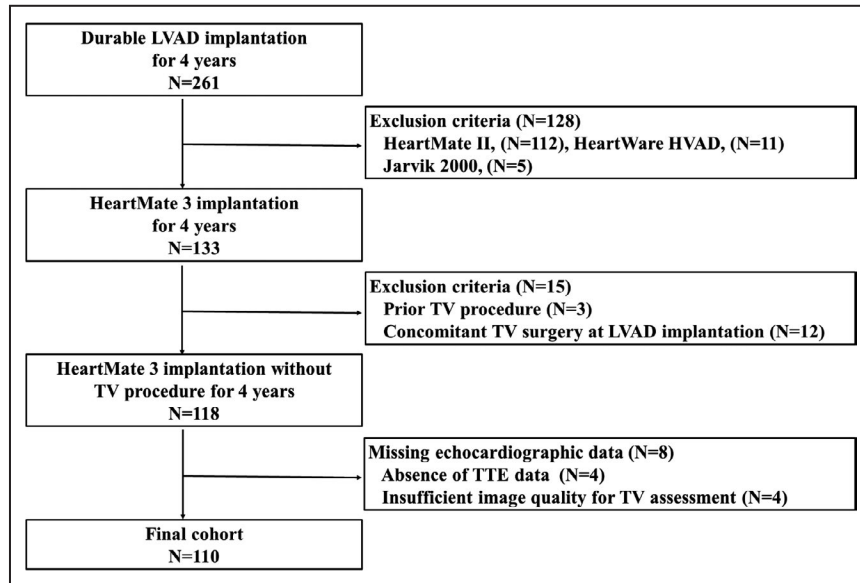 Durable LVAD implantation
for 4 years
N=261
Exclusion criteria (N=128)
HeartMate II, (N=112), HeartWare HVAD, (N=11)
Jarvik 2000, (N=5)
HeartMate 3 implantation
for 4 years
N=133
Exclusion criteria (N=15)
Prior TV procedure (N=3)
Concomitant TV surgery at LVAD implantation (N=12)
HeartMate 3 implantation without
TV procedure for 4 years
N=118
Missing echocardiographic data (N=8)
Absence of TTE data (N=4)
Insufficient image quality for TV assessment (N=4)
Final cohort
N=110